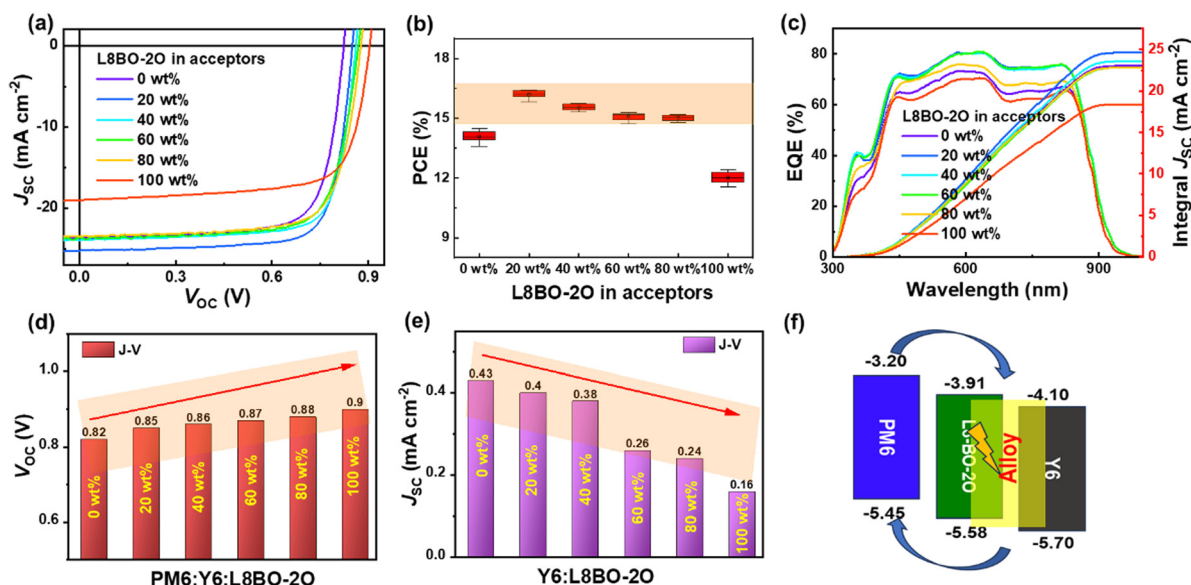 (a)
0
L8BO-2O in acceptors
0 wt%
20 wt%
40 wt%
60 wt%
80 wt%
100 wt%
-10
-20
0.0 0.3 0.6 0.9
JSC (mA cm-2)
VOC (V)
(b)
18
15
12
9
PCE (%)
0 wt% 20 wt% 40 wt% 60 wt% 80 wt% 100 wt%
L8BO-2O in acceptors
(c)
80
60
40
20
0
EQE (%)
L8BO-2O in acceptors
0 wt%
20 wt%
40 wt%
60 wt%
80 wt%
100 wt%
25
20
15
10
5
0
Integral JSC (mA cm-2)
300 600 900
Wavelength (nm)
(d)
J-V
1.0
0.8
0.6
VOC (V)
0.82 0.85 0.86 0.87 0.88 0.9
0 wt% 20 wt% 40 wt% 60 wt% 80 wt% 100 wt%
PM6:Y6:L8BO-2O
(e)
J-V
0.4
0.2
0.0
JSC (mA cm-2)
0.43 0.4 0.38 0.26 0.24 0.16
0 wt% 20 wt% 40 wt% 60 wt% 80 wt% 100 wt%
Y6:L8BO-2O
(f)
-3.20
-3.91
-4.10
PM6
L8-BO-2O
Alloy
Y6
-5.45
-5.58
-5.70